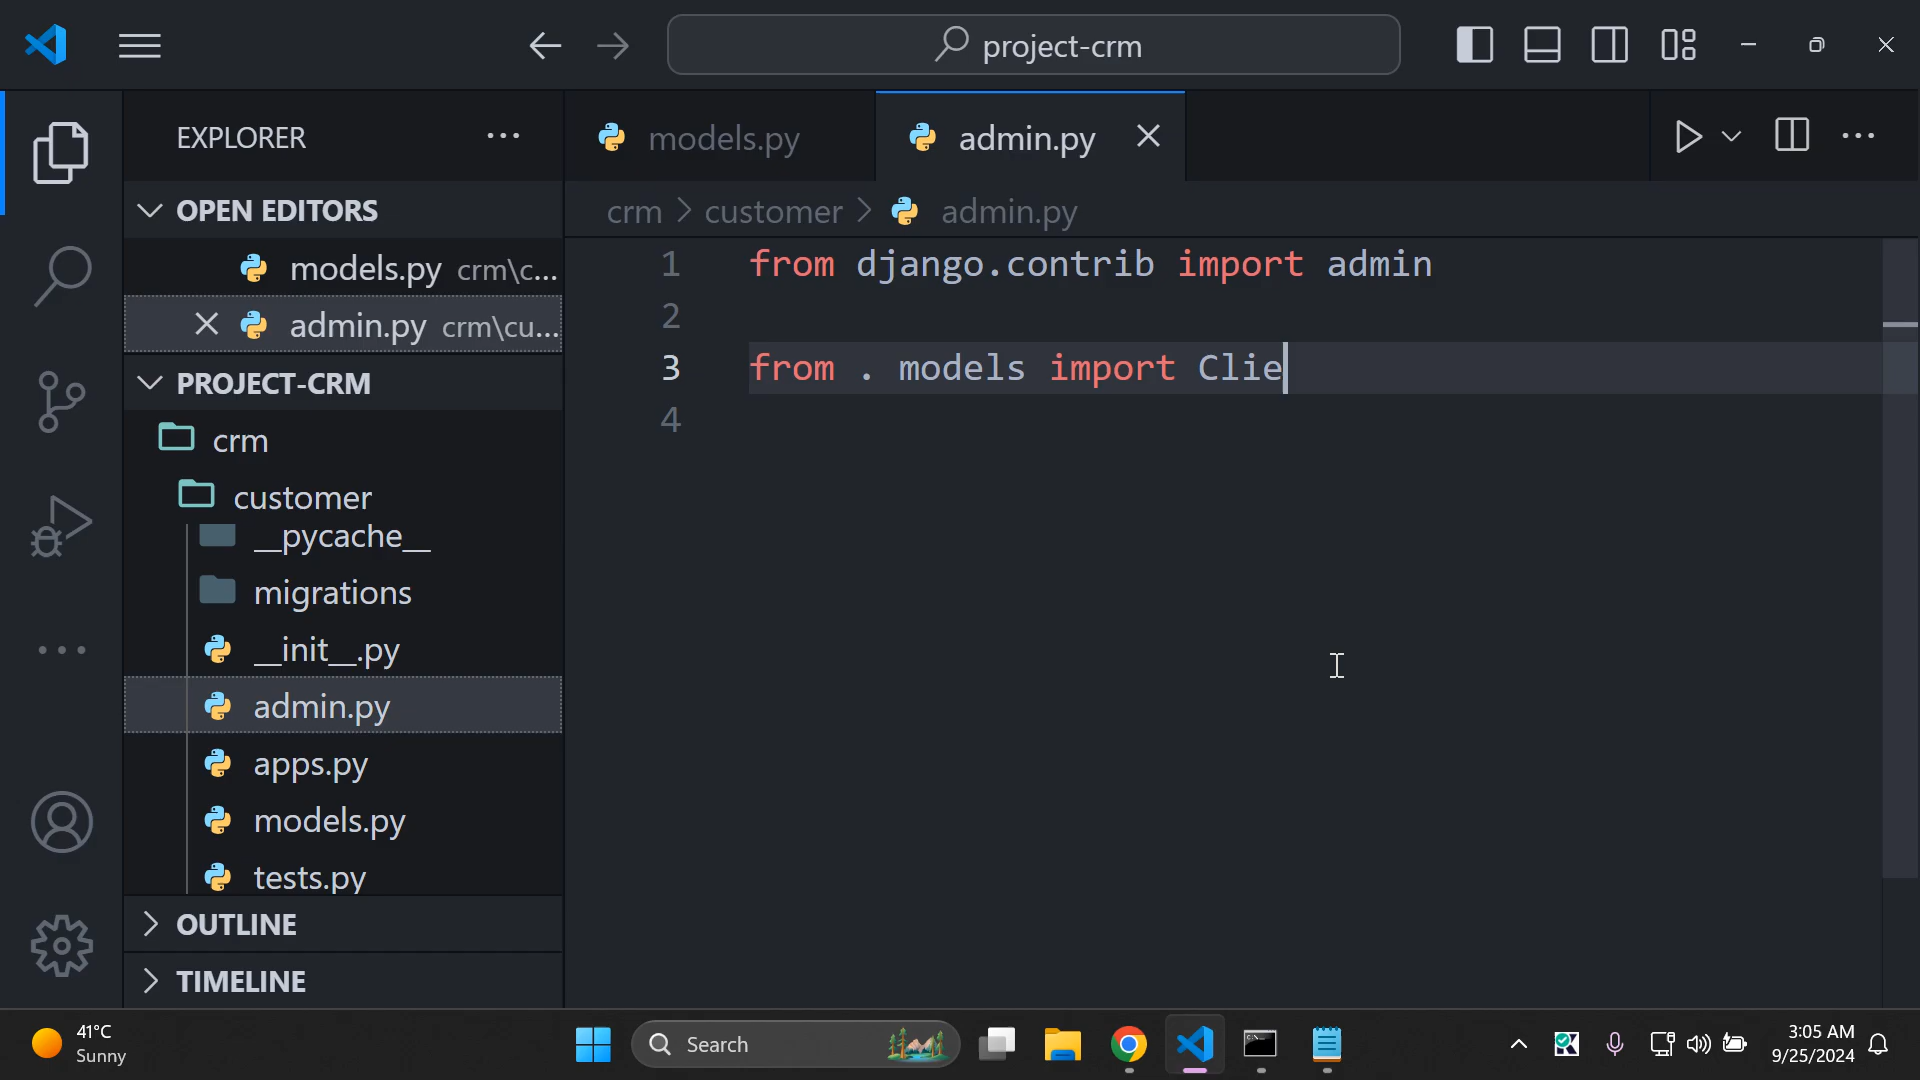 project-crm
EXPLORER
models.py
admin.py
OPEN EDITORS
crm
customer
admin.py
models.py crm\c...
admin.py crm\cu...
1 from django.contrib import admin
2
3 from . models import Clie
4
PROJECT-CRM
crm
customer
__pycache__
migrations
__init__.py
admin.py
apps.py
models.py
tests.py
OUTLINE
TIMELINE
41°C
Sunny
Search
3:05 AM
9/25/2024